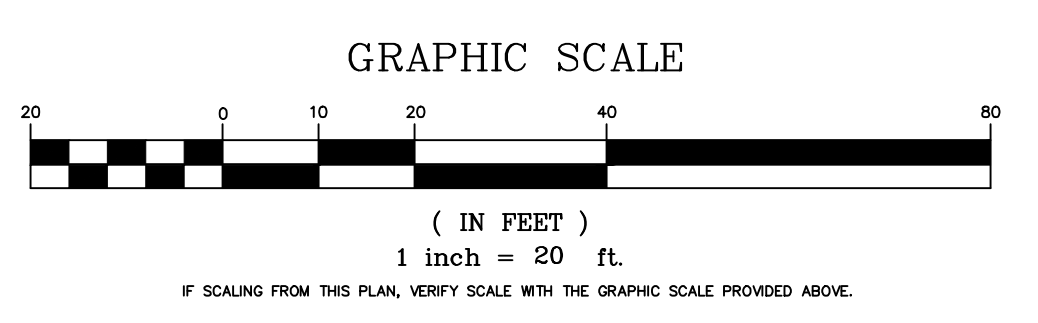 GRAPHIC SCALE
20 0 10 20 40 80
( IN FEET )
1 inch = 20 ft.
IF SCALING FROM THIS PLAN, VERIFY SCALE WITH THE GRAPHIC SCALE PROVIDED ABOVE.